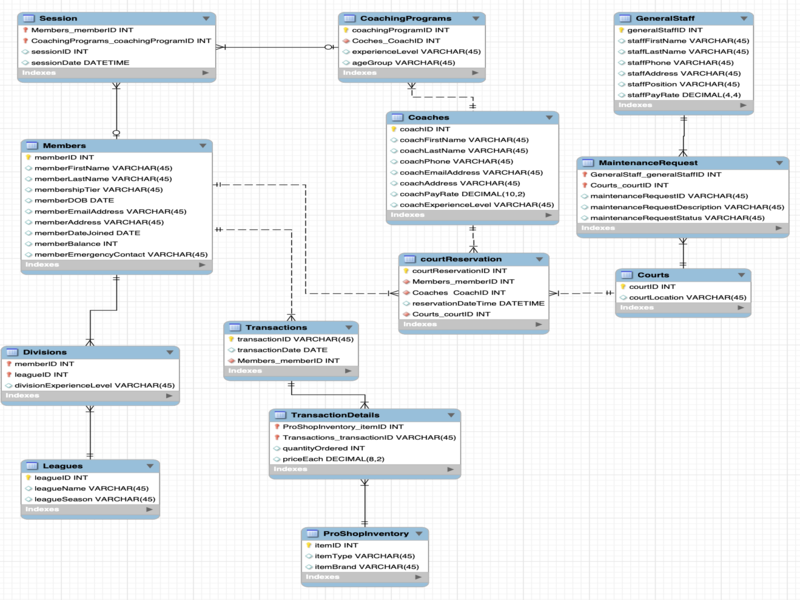 Session
Members_memberID INT
CoachingPrograms_coachingProgramID INT
sessionID INT
sessionDate DATETIME
Indexes
CoachingPrograms
coachingProgramID INT
Coches_CoachID INT
experienceLevel VARCHAR(45)
ageGroup VARCHAR(45)
Indexes
GeneralStaff
generalStaffID INT
staffFirstName VARCHAR(45)
staffLastName VARCHAR(45)
staffPhone VARCHAR(45)
staffAddress VARCHAR(45)
staffPosition VARCHAR(45)
staffPayRate DECIMAL(4,4)
Indexes
Members
memberID INT
memberFirstName VARCHAR(45)
memberLastName VARCHAR(45)
membershipTier VARCHAR(45)
memberDOB DATE
memberEmailAddress VARCHAR(45)
memberAddress VARCHAR(45)
memberDateJoined DATE
memberBalance INT
memberEmergencyContact VARCHAR(45)
Indexes
Coaches
coachID INT
coachFirstName VARCHAR(45)
coachLastName VARCHAR(45)
coachPhone VARCHAR(45)
coachEmailAddress VARCHAR(45)
coachAddress VARCHAR(45)
coachPayRate DECIMAL(10,2)
coachExperienceLevel VARCHAR(45)
Indexes
MaintenanceRequest
GeneralStaff_generalStaffID INT
Courts_courtID INT
maintenanceRequestID VARCHAR(45)
maintenanceRequestDescription VARCHAR(45)
maintenanceRequestStatus VARCHAR(45)
Indexes
courtReservation
courtReservationID INT
Members_memberID INT
Coaches_CoachID INT
reservationDateTime DATETIME
Courts_courtID INT
Indexes
Courts
courtID INT
courtLocation VARCHAR(45)
Indexes
Transactions
transactionID VARCHAR(45)
transactionDate DATE
Members_memberID INT
Indexes
Divisions
memberID INT
leagueID INT
divisionExperienceLevel VARCHAR(45)
Indexes
TransactionDetails
ProShopInventory_itemID INT
Transactions_transactionID VARCHAR(45)
quantityOrdered INT
priceEach DECIMAL(8,2)
Indexes
Leagues
leagueID INT
leagueName VARCHAR(45)
leagueSeason VARCHAR(45)
Indexes
ProShopInventory
itemID INT
itemType VARCHAR(45)
itemBrand VARCHAR(45)
Indexes